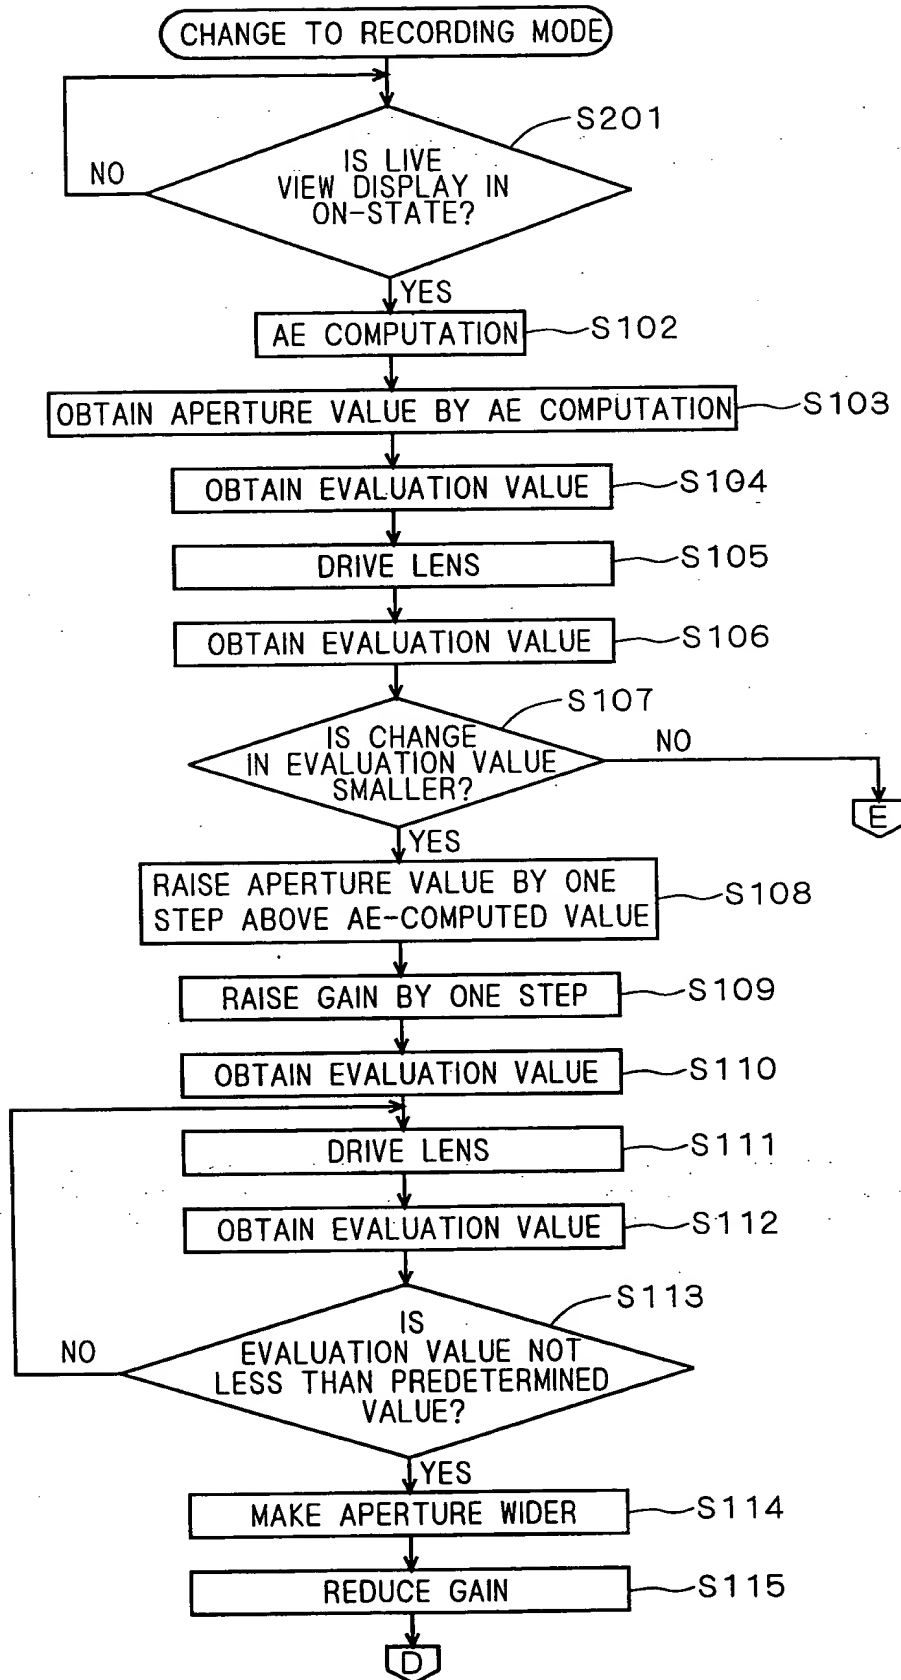 CHANGE TO RECORDING MODE
S201
IS LIVE
VIEW DISPLAY IN
ON-STATE?
NO
YES
AE COMPUTATION
S102
OBTAIN APERTURE VALUE BY AE COMPUTATION
S103
OBTAIN EVALUATION VALUE
S104
DRIVE LENS
S105
OBTAIN EVALUATION VALUE
S106
S107
IS CHANGE
IN EVALUATION VALUE
SMALLER?
NO
E
YES
RAISE APERTURE VALUE BY ONE
STEP ABOVE AE-COMPUTED VALUE
S108
RAISE GAIN BY ONE STEP
S109
OBTAIN EVALUATION VALUE
S110
DRIVE LENS
S111
OBTAIN EVALUATION VALUE
S112
S113
IS
EVALUATION VALUE NOT
LESS THAN PREDETERMINED
VALUE?
NO
YES
MAKE APERTURE WIDER
S114
REDUCE GAIN
S115
D